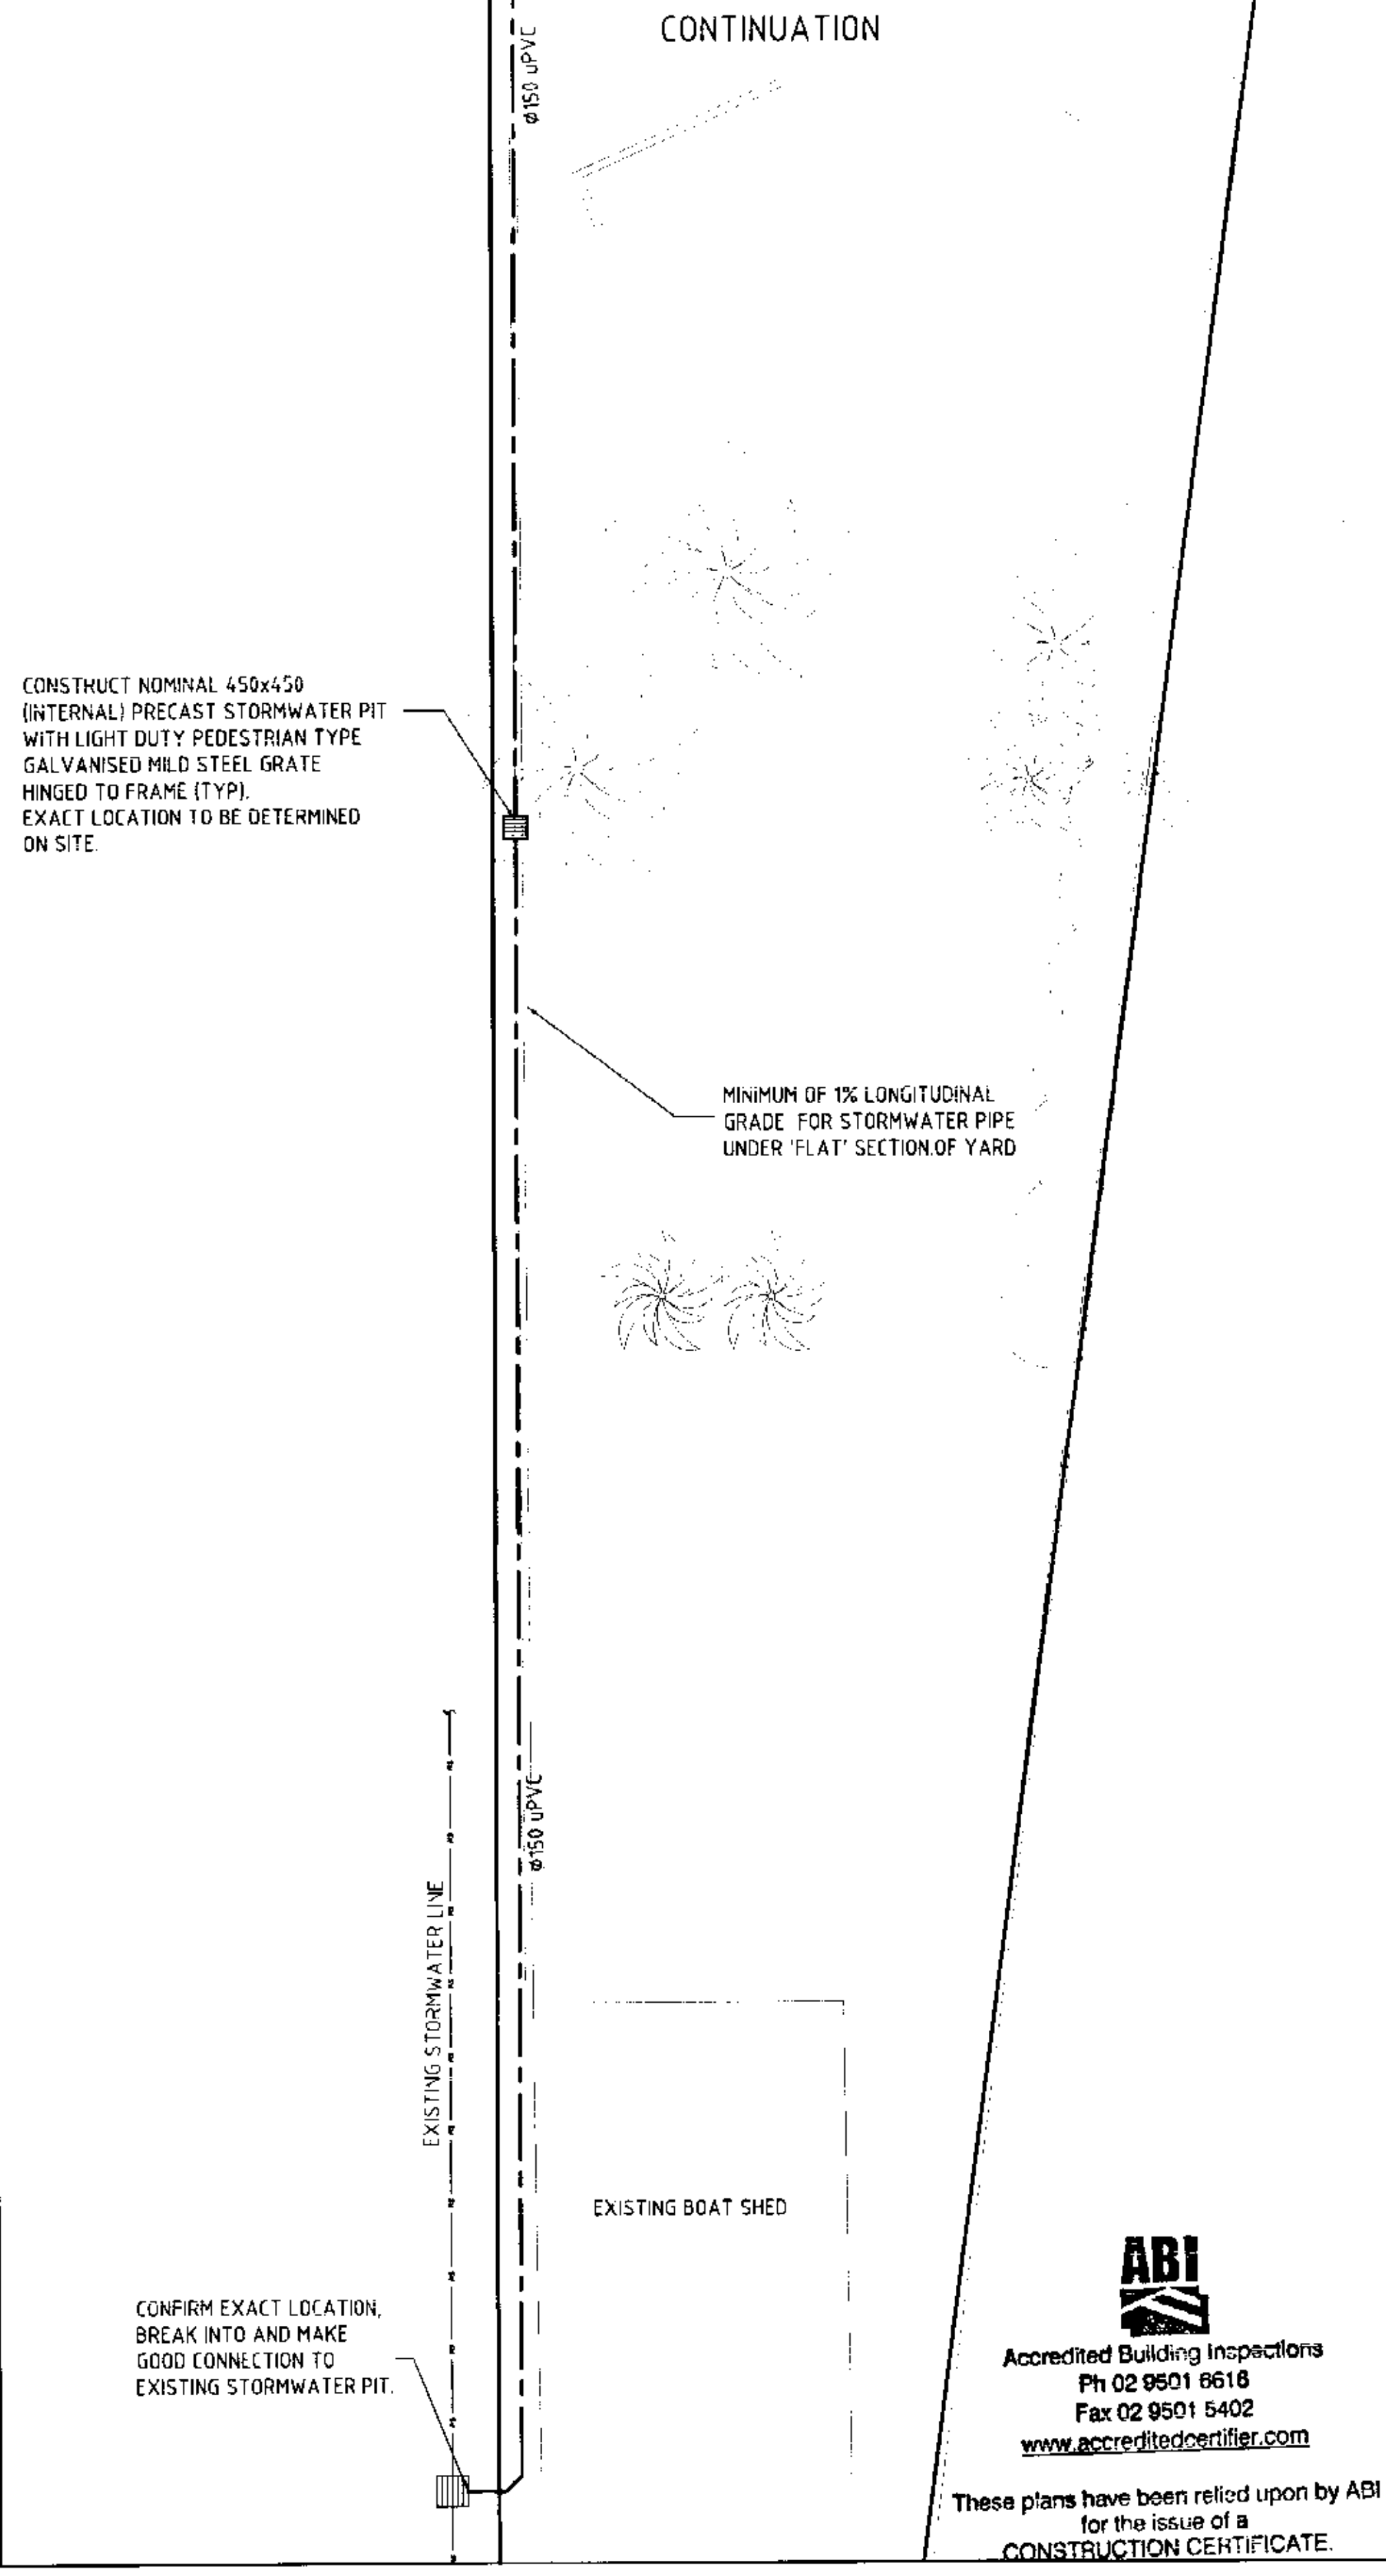 CONTINUATION
ø150 uPVC
CONSTRUCT NOMINAL 450x450
(INTERNAL) PRECAST STORMWATER PIT
WITH LIGHT DUTY PEDESTRIAN TYPE
GALVANISED MILD STEEL GRATE
HINGED TO FRAME (TYP).
EXACT LOCATION TO BE DETERMINED
ON SITE.
MINIMUM OF 1% LONGITUDINAL
GRADE FOR STORMWATER PIPE
UNDER 'FLAT' SECTION.OF YARD
ø150 uPVC
EXISTING STORMWATER LINE
EXISTING BOAT SHED
CONFIRM EXACT LOCATION,
BREAK INTO AND MAKE
GOOD CONNECTION TO
EXISTING STORMWATER PIT.
ABI
Accredited Building Inspections
Ph 02 9501 6616
Fax 02 9501 5402
www.accreditedcertifier.com
These plans have been relied upon by ABI
for the issue of a
CONSTRUCTION CERTIFICATE.